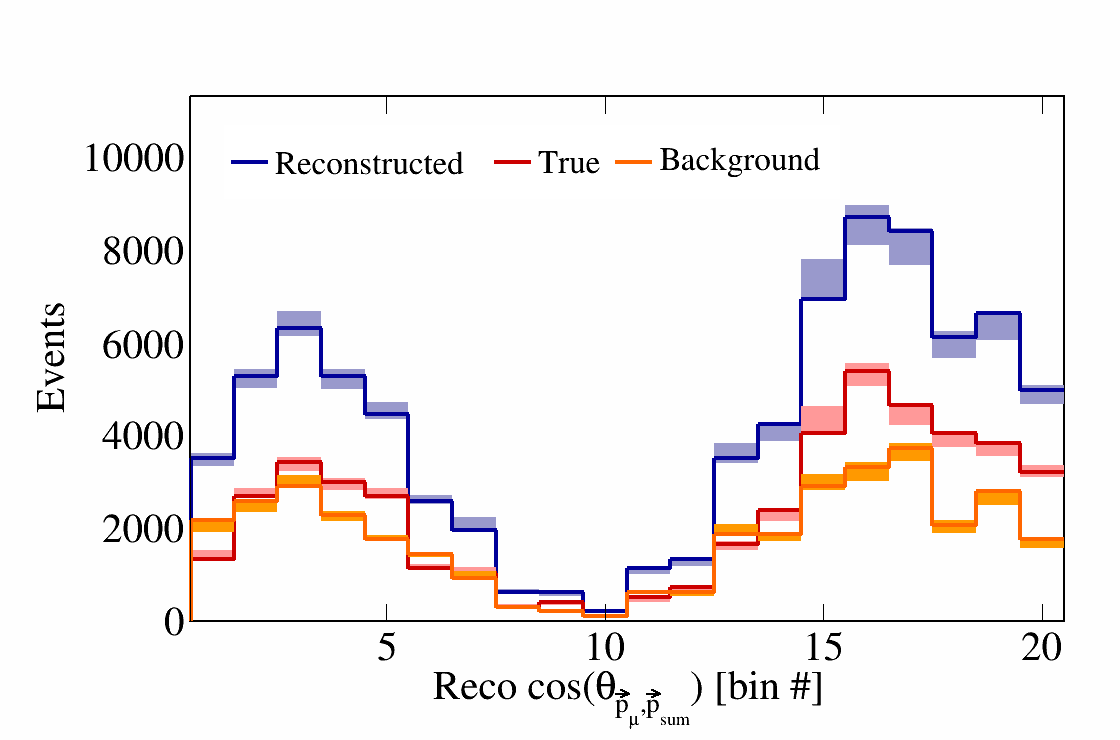 10000
8000
6000
4000
2000
0
Events
Reconstructed True Background
5 10 15 20
Reco cos(θp⃗μ,p⃗sum) [bin #]